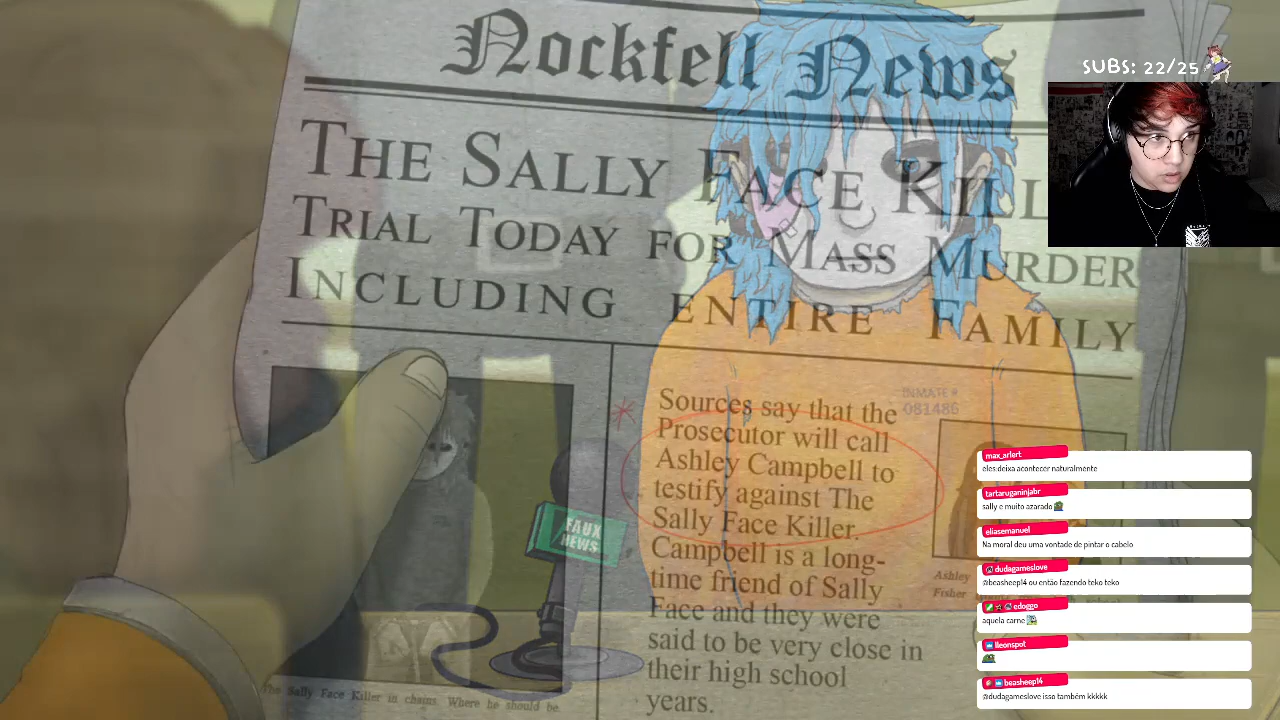 Nockfell News
SUBS: 22/25
THE SALLY FACE KILL
TRIAL TODAY FOR MASS MURDER
INCLUDING ENTIRE FAMILY
Sources say that the
Prosecutor will call
Ashley Campbell to
testify against The
Sally Face Killer.
Campbell is a long-
time friend of Sally
Face and they were
said to be very close in
their high school
years.
INMATE #
081486
FAUX
NEWS
Ashley
Fisher
The Sally Face Killer in chains. Where he should be.
max_arlert
eles deixa acontecer naturalmente
tartaruganinjabr
sally e muito azarado
eliasemanuel
Na moral deu uma vontade de pintar o cabelo
dudagameslove
@beasheep14 ou então fazendo teko teko
edoggo
aquela carne
lleonspot
beasheep14
@dudagameslove isso também kkkkk